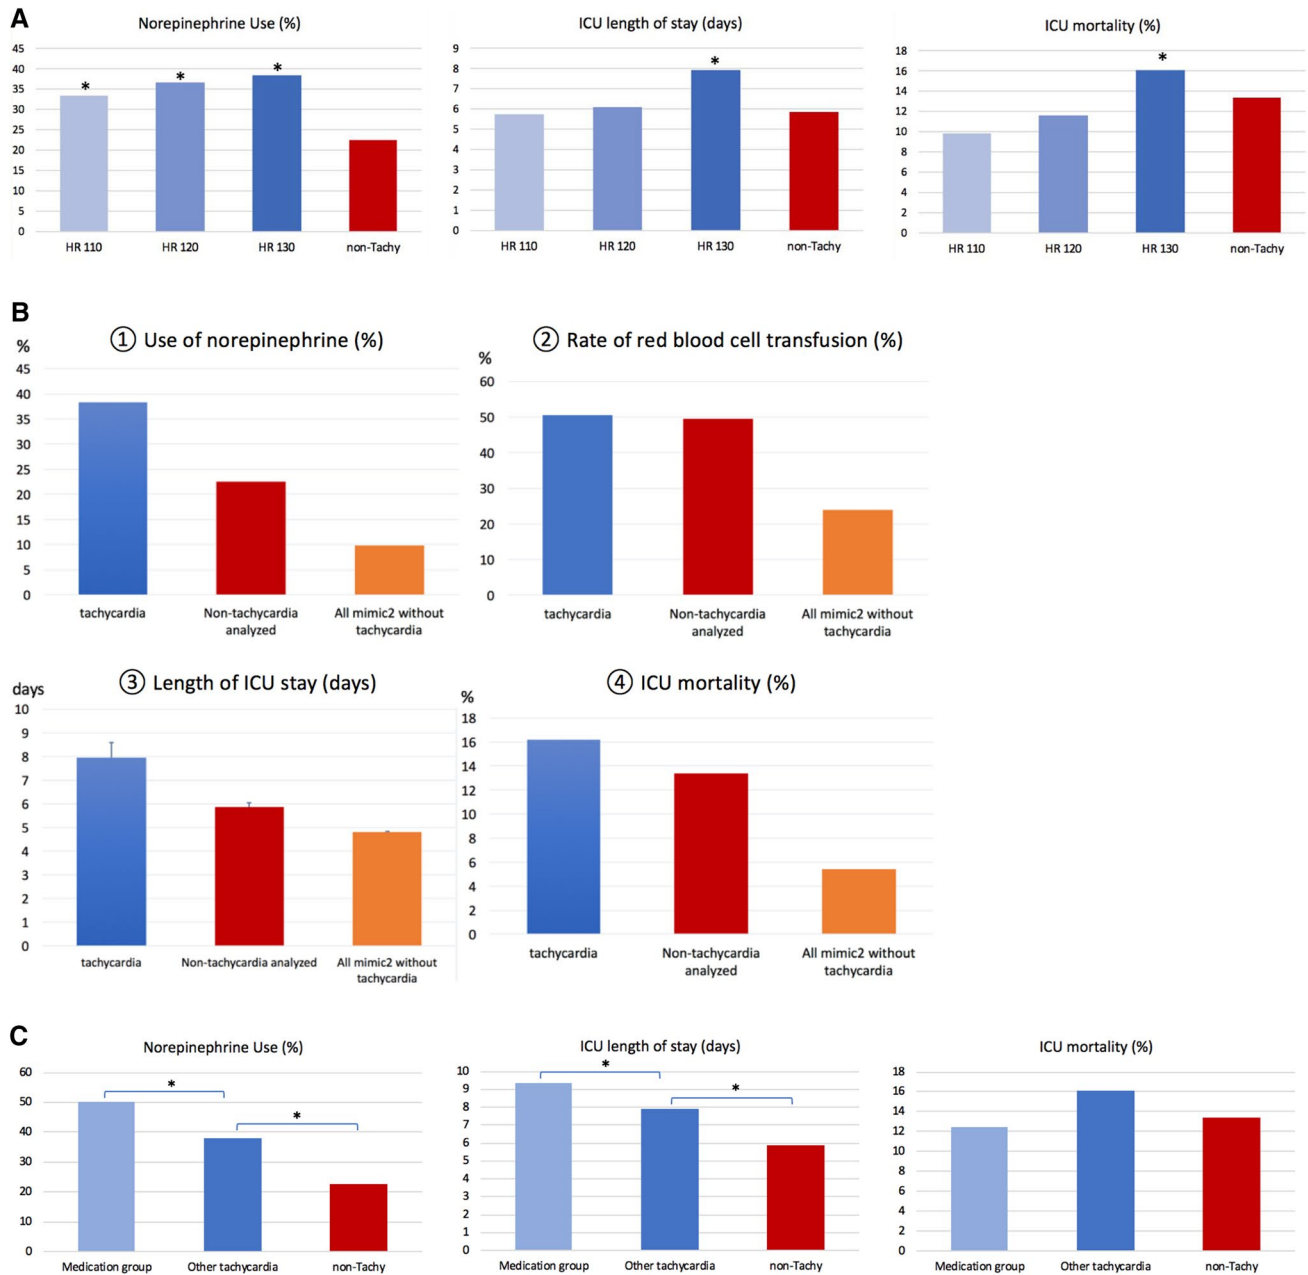 A
Norepinephrine Use (%)
45
40
35
30
25
20
15
10
5
0
*
*
*
HR 110
HR 120
HR 130
non-Tachy
ICU length of stay (days)
9
8
7
6
5
4
3
2
1
0
*
HR 110
HR 120
HR 130
non-Tachy
ICU mortality (%)
18
16
14
12
10
8
6
4
2
0
*
HR 110
HR 120
HR 130
non-Tachy
B
① Use of norepinephrine (%)
%
45
40
35
30
25
20
15
10
5
0
tachycardia
Non-tachycardia
analyzed
All mimic2 without
tachycardia
② Rate of red blood cell transfusion (%)
%
60
50
40
30
20
10
0
tachycardia
Non-tachycardia
analyzed
All mimic2 without
tachycardia
③ Length of ICU stay (days)
days
10
9
8
7
6
5
4
3
2
1
0
tachycardia
Non-tachycardia analyzed
All mimic2 without
tachycardia
④ ICU mortality (%)
%
18
16
14
12
10
8
6
4
2
0
tachycardia
Non-tachycardia
analyzed
All mimic2 without
tachycardia
C
Norepinephrine Use (%)
60
50
40
30
20
10
0
*
*
Medication group
Other tachycardia
non-Tachy
ICU length of stay (days)
10
9
8
7
6
5
4
3
2
1
0
*
*
Medication group
Other tachycardia
non-Tachy
ICU mortality (%)
18
16
14
12
10
8
6
4
2
0
Medication group
Other tachycardia
non-Tachy